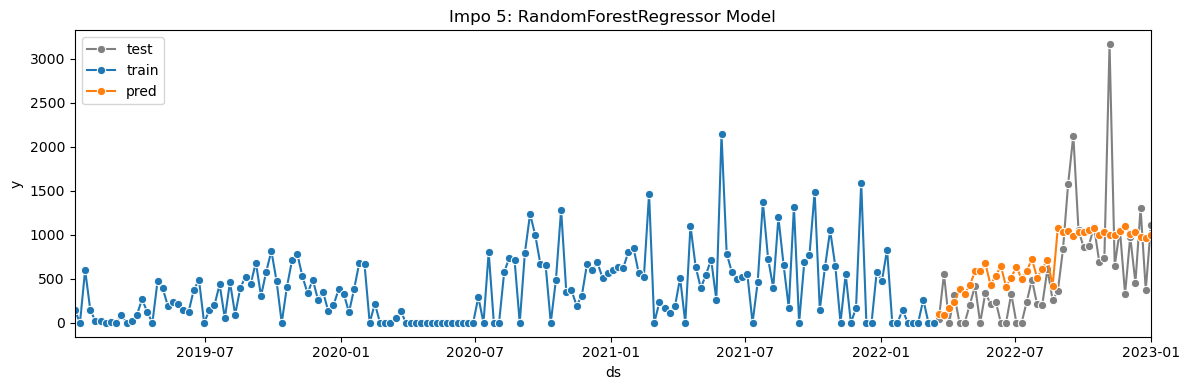 Impo 5: RandomForestRegressor Model
test
train
pred
3000
2500
2000
1500
1000
500
0
y
2019-07 2020-01 2020-07 2021-01 2021-07 2022-01 2022-07 2023-01
ds